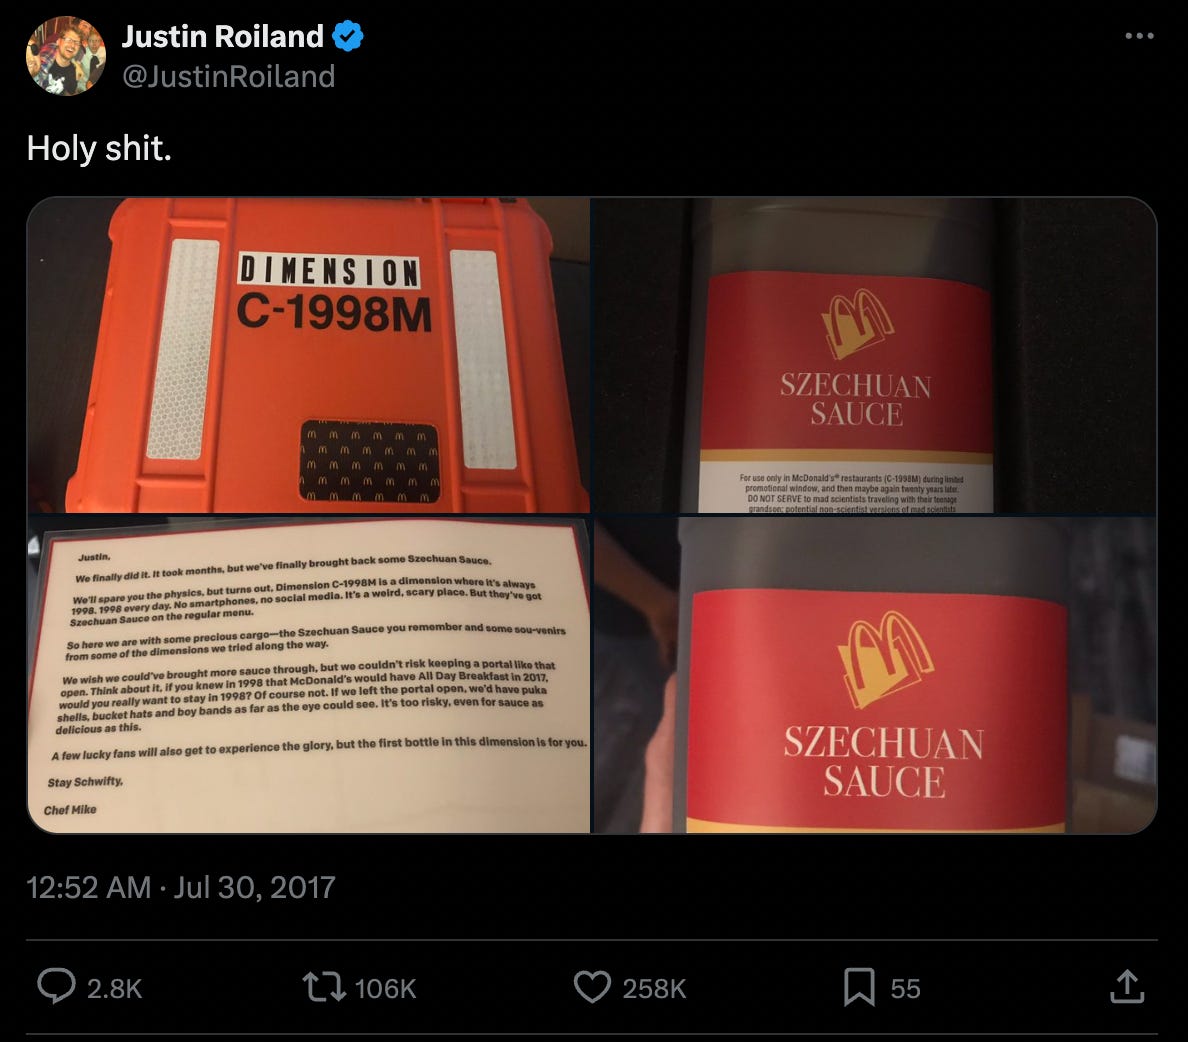 Justin Roiland
@JustinRoiland
Holy shit.
DIMENSION
C-1998M
SZECHUAN
SAUCE
For use only in McDonald's® restaurants (C-1998M) during limited
promotional window, and then maybe again twenty years later.
DO NOT SERVE to mad scientists traveling with their teenage
grandson; potential non-scientist versions of mad scientists
Justin,
We finally did it. It took months, but we've finally brought back some Szechuan Sauce.
We'll spare you the physics, but turns out, Dimension C-1998M is a dimension where it's always
1998. 1998 every day. No smartphones, no social media. It's a weird, scary place. But they've got
Szechuan Sauce on the regular menu.
So here we are with some precious cargo—the Szechuan Sauce you remember and some sou-venirs
from some of the dimensions we tried along the way.
We wish we could've brought more sauce through, but we couldn't risk keeping a portal like that
open. Think about it, if you knew in 1998 that McDonald's would have All Day Breakfast in 2017,
would you really want to stay in 1998? Of course not. If we left the portal open, we'd have puka
shells, bucket hats and boy bands as far as the eye could see. It's too risky, even for sauce as
delicious as this.
A few lucky fans will also get to experience the glory, but the first bottle in this dimension is for you.
Stay Schwifty,
Chef Mike
SZECHUAN
SAUCE
12:52 AM · Jul 30, 2017
2.8K 106K 258K 55